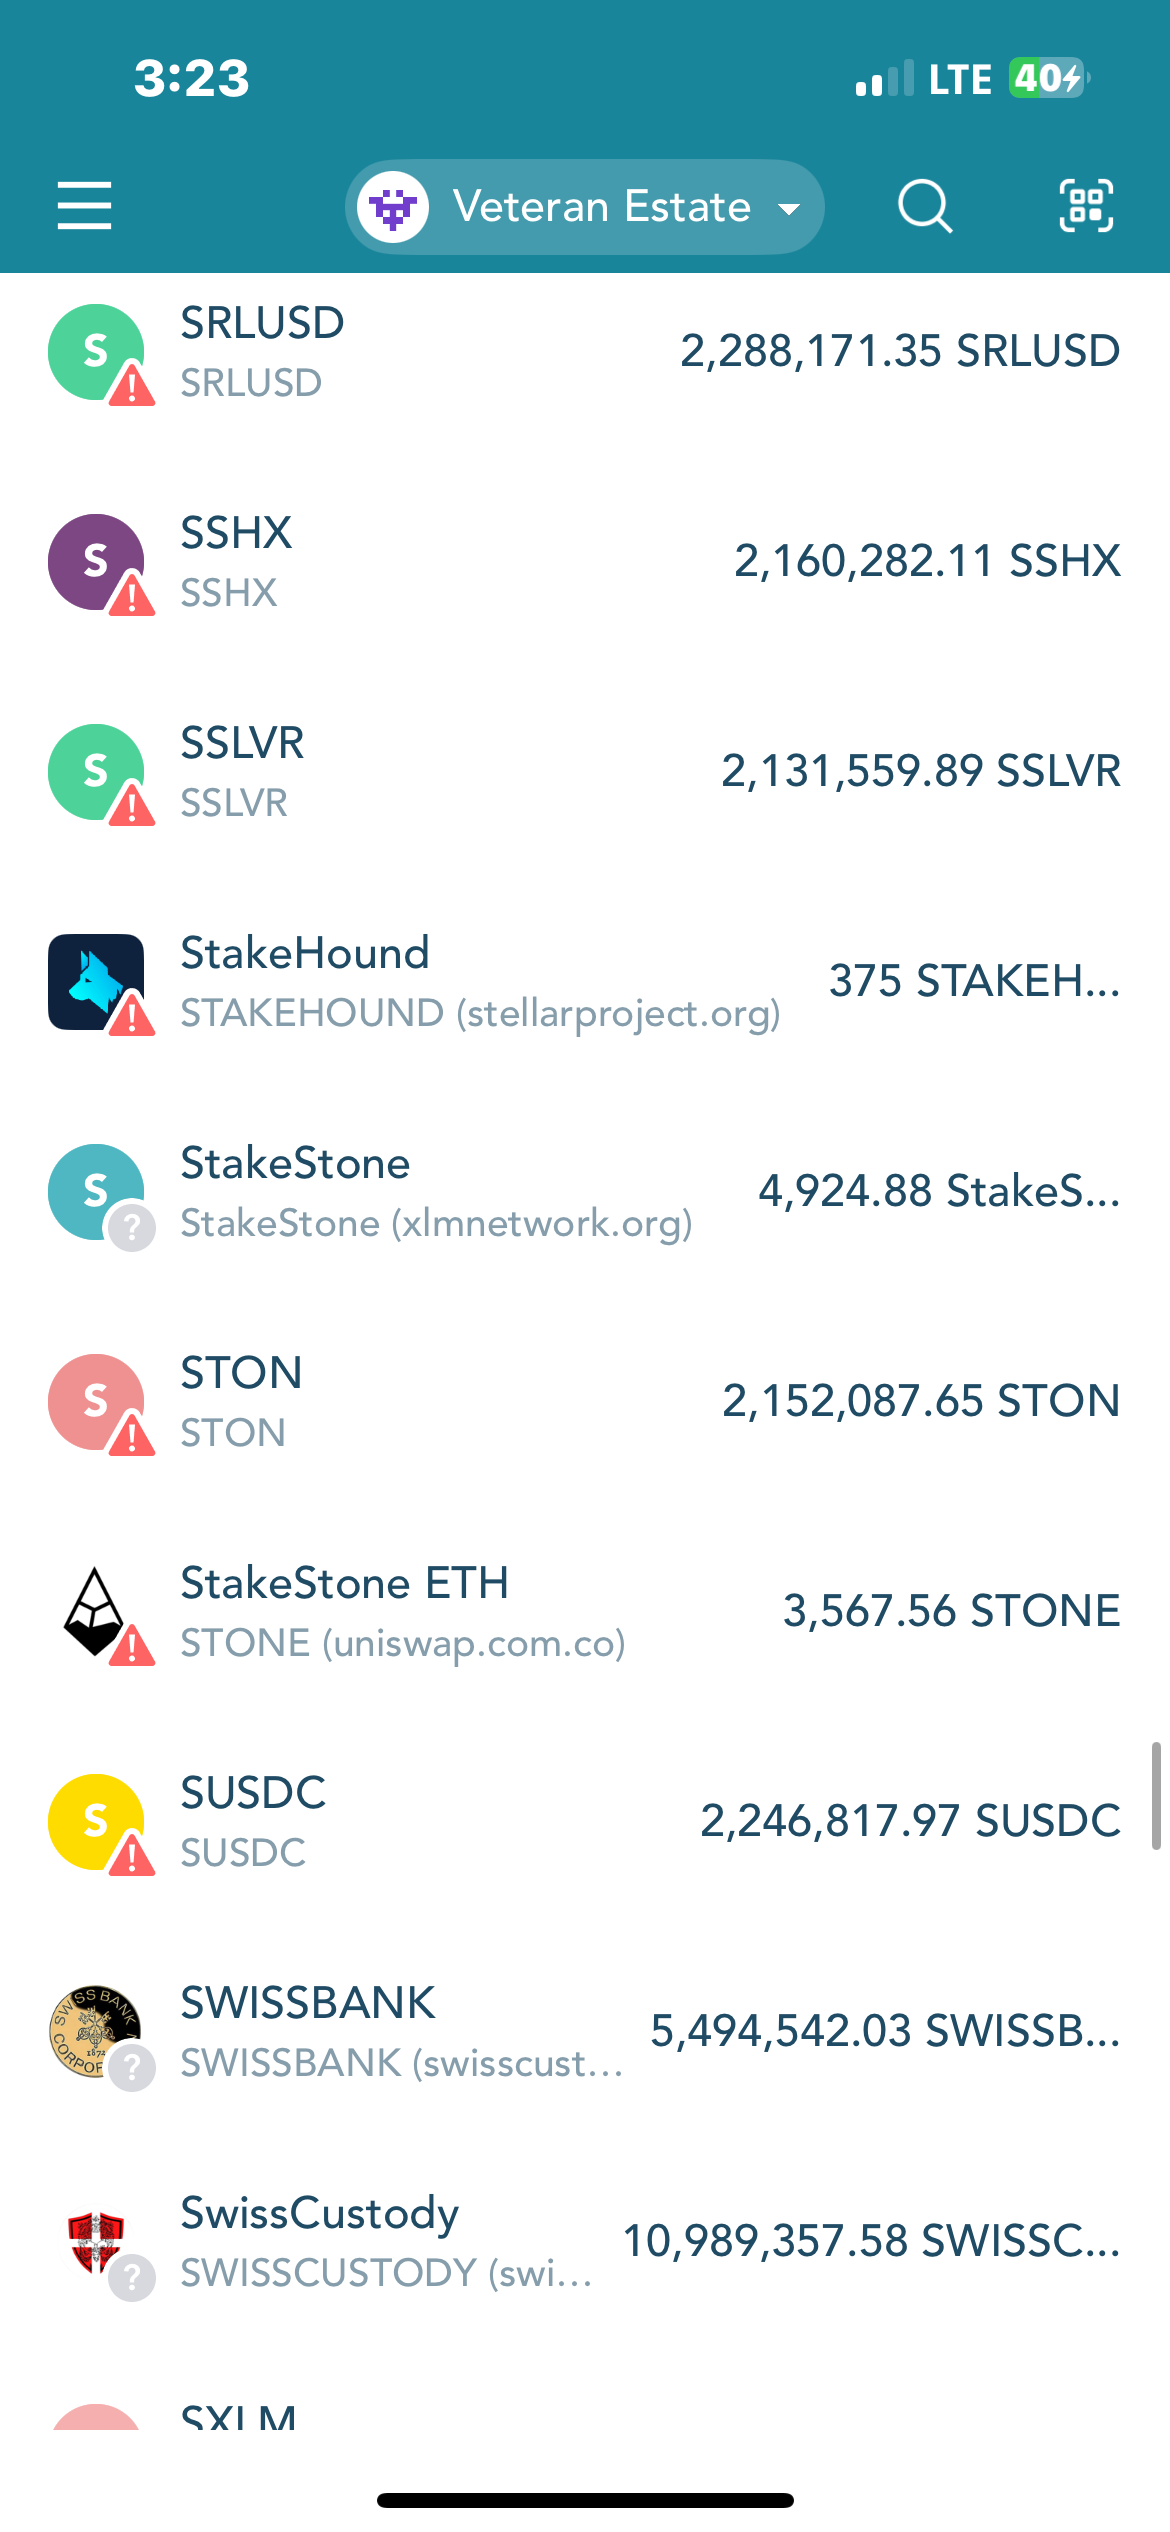 3:23
LTE 40
Veteran Estate
S
SRLUSD
SRLUSD
2,288,171.35 SRLUSD
S
SSHX
SSHX
2,160,282.11 SSHX
S
SSLVR
SSLVR
2,131,559.89 SSLVR
StakeHound
STAKEHOUND (stellarproject.org)
375 STAKEH...
S
?
StakeStone
StakeStone (xlmnetwork.org)
4,924.88 StakeS...
S
STON
STON
2,152,087.65 STON
StakeStone ETH
STONE (uniswap.com.co)
3,567.56 STONE
S
SUSDC
SUSDC
2,246,817.97 SUSDC
SWISS BANK
CORPOR
1872
?
SWISSBANK
SWISSBANK (swisscust...
5,494,542.03 SWISSB...
?
SwissCustody
SWISSCUSTODY (swi...
10,989,357.58 SWISSC...
SXLM